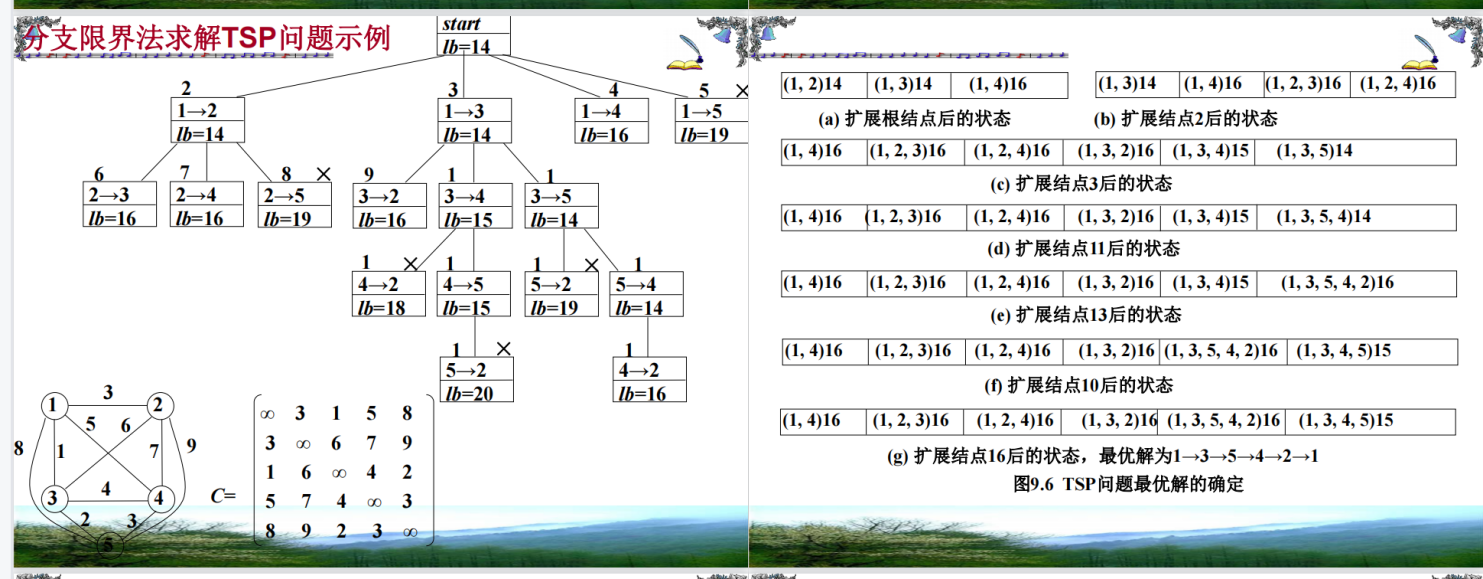 分支限界法求解TSP问题示例
start
lb=14
2
1→2
lb=14
3
1→3
lb=14
4
1→4
lb=16
5 ×
1→5
lb=19
6
2→3
lb=16
7
2→4
lb=16
8 ×
2→5
lb=19
9
3→2
lb=16
1
3→4
lb=15
1
3→5
lb=14
1 ×
4→2
lb=18
1
4→5
lb=15
1 ×
5→2
lb=19
1
5→4
lb=14
1 ×
5→2
lb=20
1
4→2
lb=16
1 3 2
5 6
8 1 7 9
3 4 4
2 3
5
C=
∞ 3 1 5 8
3 ∞ 6 7 9
1 6 ∞ 4 2
5 7 4 ∞ 3
8 9 2 3 ∞
(1, 2)14 (1, 3)14 (1, 4)16
(a) 扩展根结点后的状态
(1, 3)14 (1, 4)16 (1, 2, 3)16 (1, 2, 4)16
(b) 扩展结点2后的状态
(1, 4)16 (1, 2, 3)16 (1, 2, 4)16 (1, 3, 2)16 (1, 3, 4)15 (1, 3, 5)14
(c) 扩展结点3后的状态
(1, 4)16 (1, 2, 3)16 (1, 2, 4)16 (1, 3, 2)16 (1, 3, 4)15 (1, 3, 5, 4)14
(d) 扩展结点11后的状态
(1, 4)16 (1, 2, 3)16 (1, 2, 4)16 (1, 3, 2)16 (1, 3, 4)15 (1, 3, 5, 4, 2)16
(e) 扩展结点13后的状态
(1, 4)16 (1, 2, 3)16 (1, 2, 4)16 (1, 3, 2)16 (1, 3, 5, 4, 2)16 (1, 3, 4, 5)15
(f) 扩展结点10后的状态
(1, 4)16 (1, 2, 3)16 (1, 2, 4)16 (1, 3, 2)16 (1, 3, 5, 4, 2)16 (1, 3, 4, 5)15
(g) 扩展结点16后的状态，最优解为1→3→5→4→2→1
图9.6 TSP问题最优解的确定